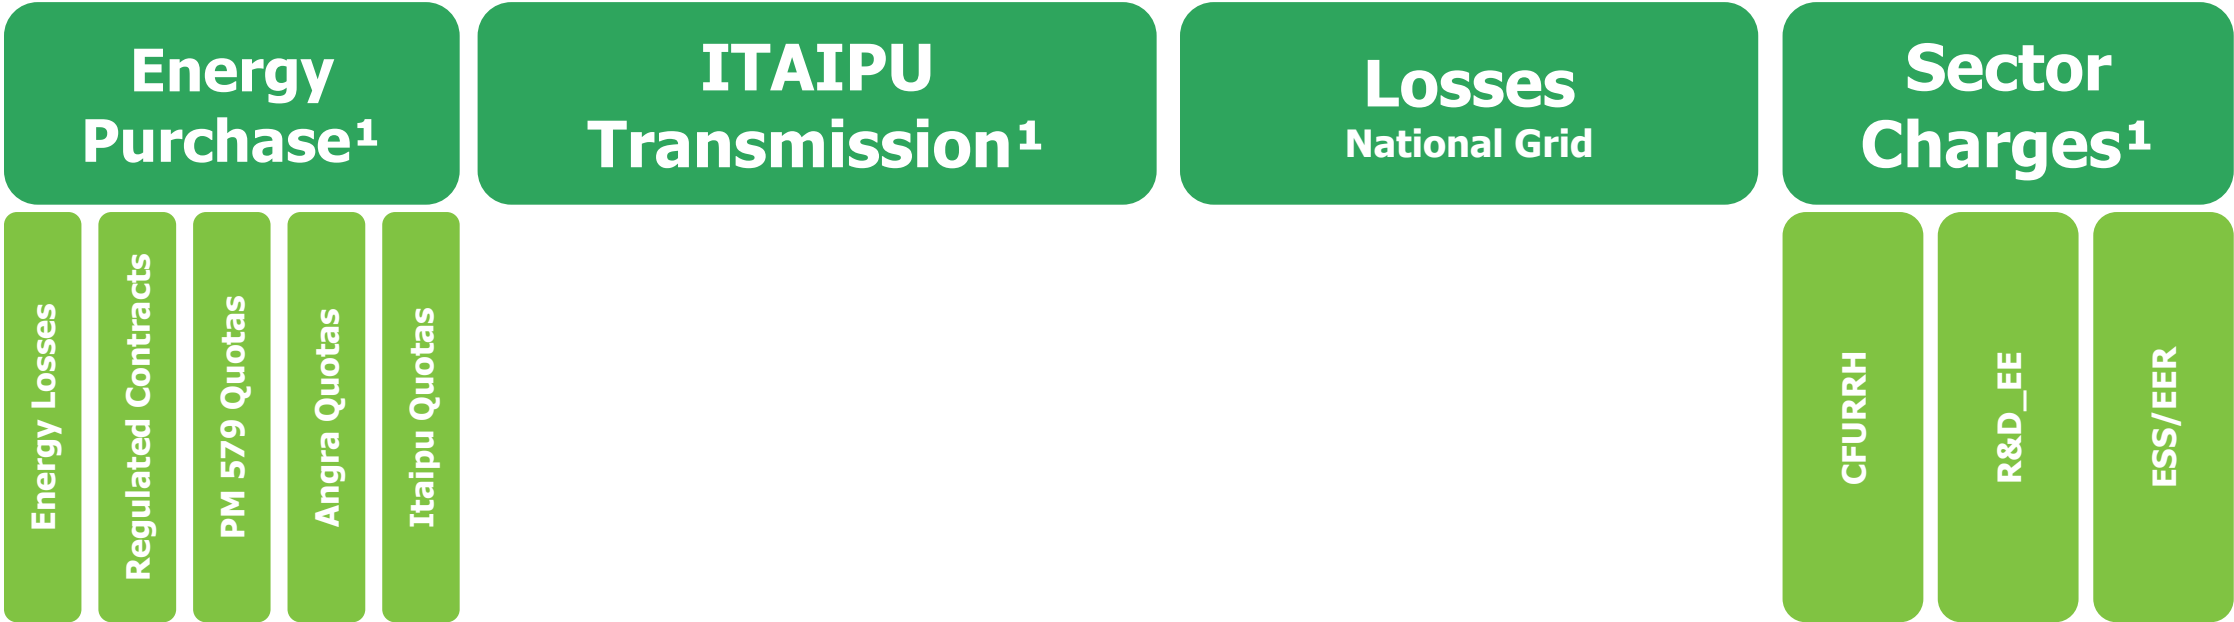 Energy
Purchase¹
ITAIPU
Transmission¹
Losses
National Grid
Sector
Charges¹
Energy Losses
Regulated Contracts
PM 579 Quotas
Angra Quotas
Itaipu Quotas
CFURRH
R&D_EE
ESS/EER